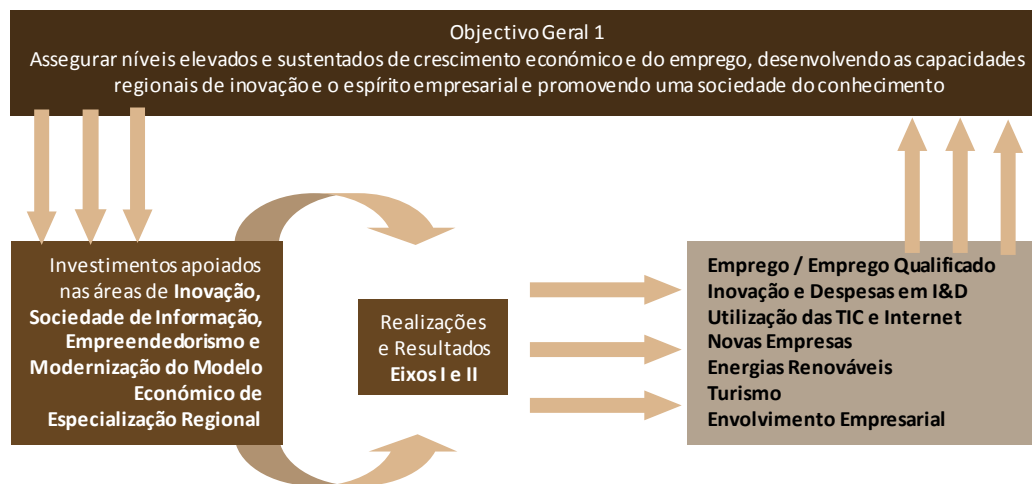 Objectivo Geral 1
Assegurar níveis elevados e sustentados de crescimento económico e do emprego, desenvolvendo as capacidades
regionais de inovação e o espírito empresarial e promovendo uma sociedade do conhecimento
Investimentos apoiados
nas áreas de Inovação,
Sociedade de Informação,
Empreendedorismo e
Modernização do Modelo
Económico de
Especialização Regional
Realizações
e Resultados
Eixos I e II
Emprego / Emprego Qualificado
Inovação e Despesas em I&D
Utilização das TIC e Internet
Novas Empresas
Energias Renováveis
Turismo
Envolvimento Empresarial